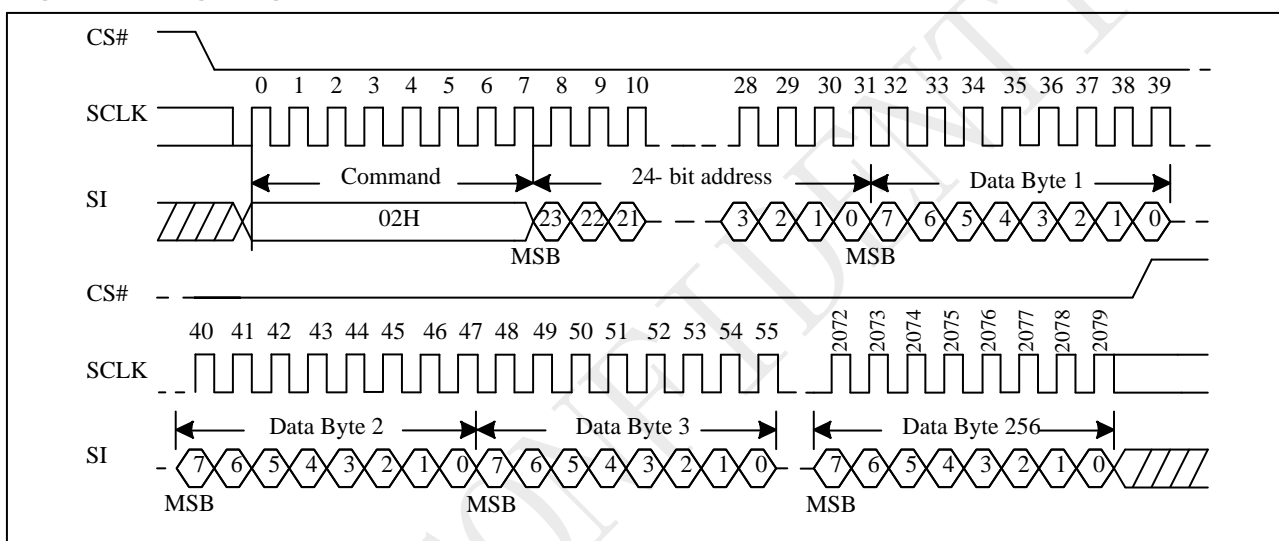 CS#
0 1 2 3 4 5 6 7 8 9 10 28 29 30 31 32 33 34 35 36 37 38 39
SCLK
Command 24- bit address Data Byte 1
SI
02H 23 22 21 3 2 1 0 7 6 5 4 3 2 1 0
MSB MSB
CS#
40 41 42 43 44 45 46 47 48 49 50 51 52 53 54 55 2072 2073 2074 2075 2076 2077 2078 2079
SCLK
Data Byte 2 Data Byte 3 Data Byte 256
SI
7 6 5 4 3 2 1 0 7 6 5 4 3 2 1 0 7 6 5 4 3 2 1 0
MSB MSB MSB